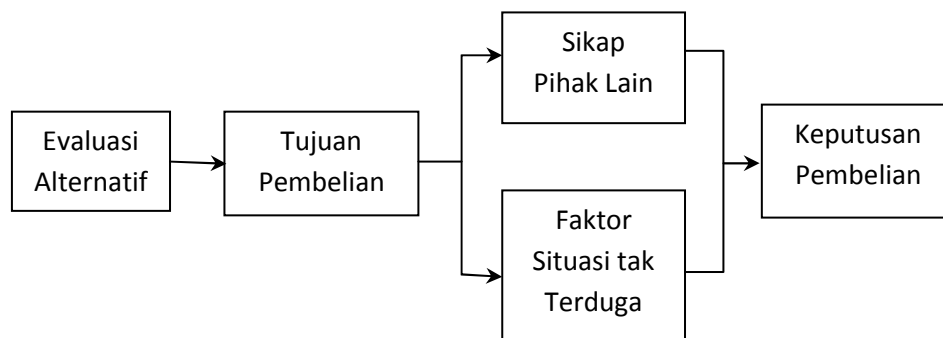 Evaluasi
Alternatif
Tujuan
Pembelian
Sikap
Pihak Lain
Faktor
Situasi tak
Terduga
Keputusan
Pembelian